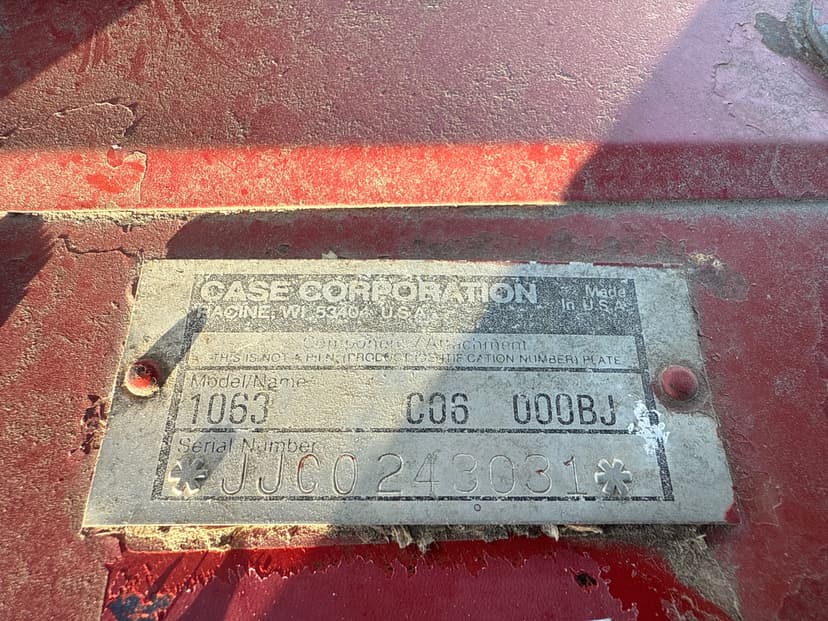 CASE CORPORATION
RACINE, WI 53404 U.S.A.
Made
In U.S.A.
Component / Attachment
THIS IS NOT A P.I.N. (PRODUCT IDENTIFICATION NUMBER) PLATE
Model/Name
1063 C06 000BJ
Serial Number
*JJC0243031*